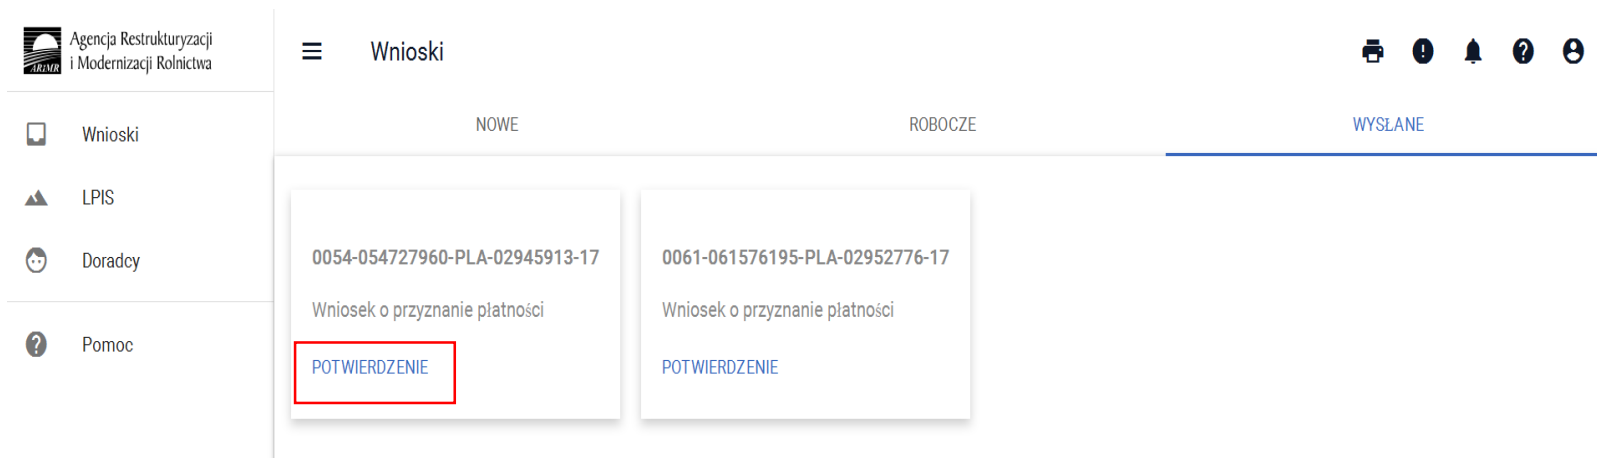 Agencja Restrukturyzacji
i Modernizacji Rolnictwa
ARiMR
Wnioski
Wnioski
LPIS
Doradcy
Pomoc
NOWE
ROBOCZE
WYSŁANE
0054-054727960-PLA-02945913-17
Wniosek o przyznanie płatności
POTWIERDZENIE
0061-061576195-PLA-02952776-17
Wniosek o przyznanie płatności
POTWIERDZENIE